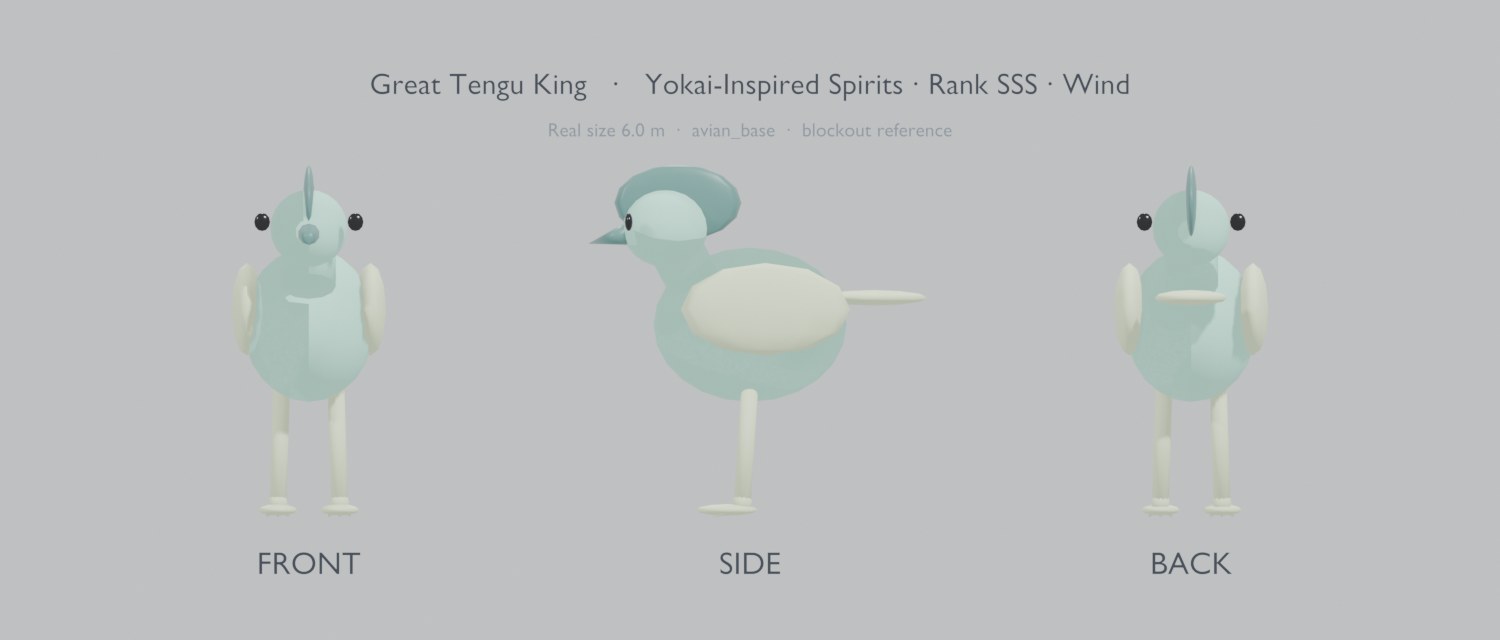 Great Tengu King · Yokai-Inspired Spirits · Rank SSS · Wind
Real size 6.0 m · avian_base · blockout reference
FRONT
SIDE
BACK